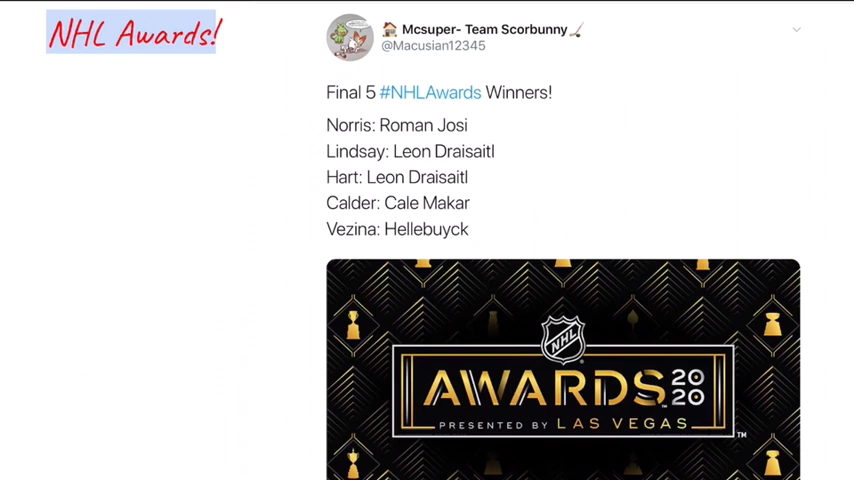 NHL Awards!
Mcsuper- Team Scorbunny
@Macusian12345
Final 5 #NHLAwards Winners!
Norris: Roman Josi
Lindsay: Leon Draisaitl
Hart: Leon Draisaitl
Calder: Cale Makar
Vezina: Hellebuyck
NHL
AWARDS 2020
PRESENTED BY LAS VEGAS